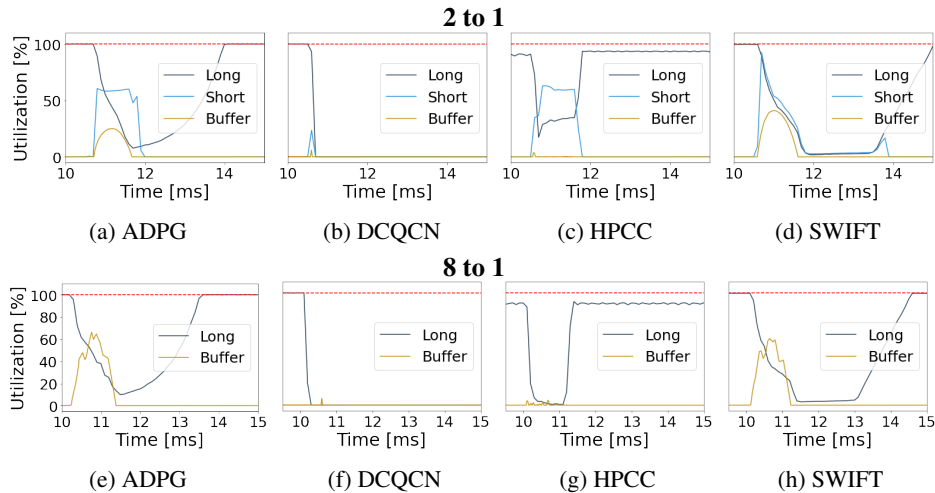 2 to 1
Utilization [%]
100
50
0
Long
Short
Buffer
10 12 14
Time [ms]
Long
Short
Buffer
10 12 14
Time [ms]
Long
Short
Buffer
10 12 14
Time [ms]
Long
Short
Buffer
10 12 14
Time [ms]
(a) ADPG (b) DCQCN (c) HPCC (d) SWIFT
8 to 1
Utilization [%]
100
80
60
40
20
0
Long
Buffer
10 11 12 13 14 15
Time [ms]
Long
Buffer
10 11 12 13 14 15
Time [ms]
Long
Buffer
10 11 12 13 14 15
Time [ms]
Long
Buffer
10 11 12 13 14 15
Time [ms]
(e) ADPG (f) DCQCN (g) HPCC (h) SWIFT